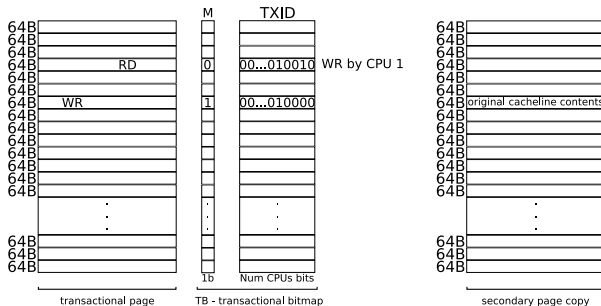 M TXID
64B 64B
64B 64B
64B 64B
64B RD 0 00...010010 WR by CPU 1 64B
64B 64B
64B 64B
64B WR 1 00...010000 64B original cacheline contents
64B 64B
64B 64B
64B 64B
64B 64B
64B 64B
64B 64B
64B 64B
64B 64B
64B 64B
64B 64B
1b Num CPUs bits
transactional page TB - transactional bitmap secondary page copy